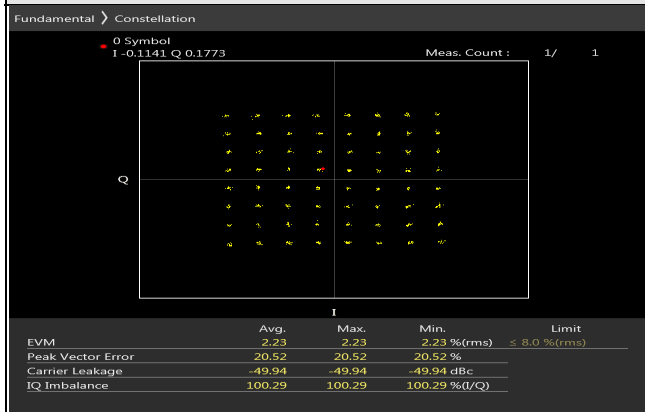 Fundamental ❯ Constellation
0 Symbol
I -0.1141 Q 0.1773 Meas. Count : 1/ 1
Q
I
Avg. Max. Min. Limit
EVM 2.23 2.23 2.23 %(rms) ≤ 8.0 %(rms)
Peak Vector Error 20.52 20.52 20.52 %
Carrier Leakage -49.94 -49.94 -49.94 dBc
IQ Imbalance 100.29 100.29 100.29 %(I/Q)